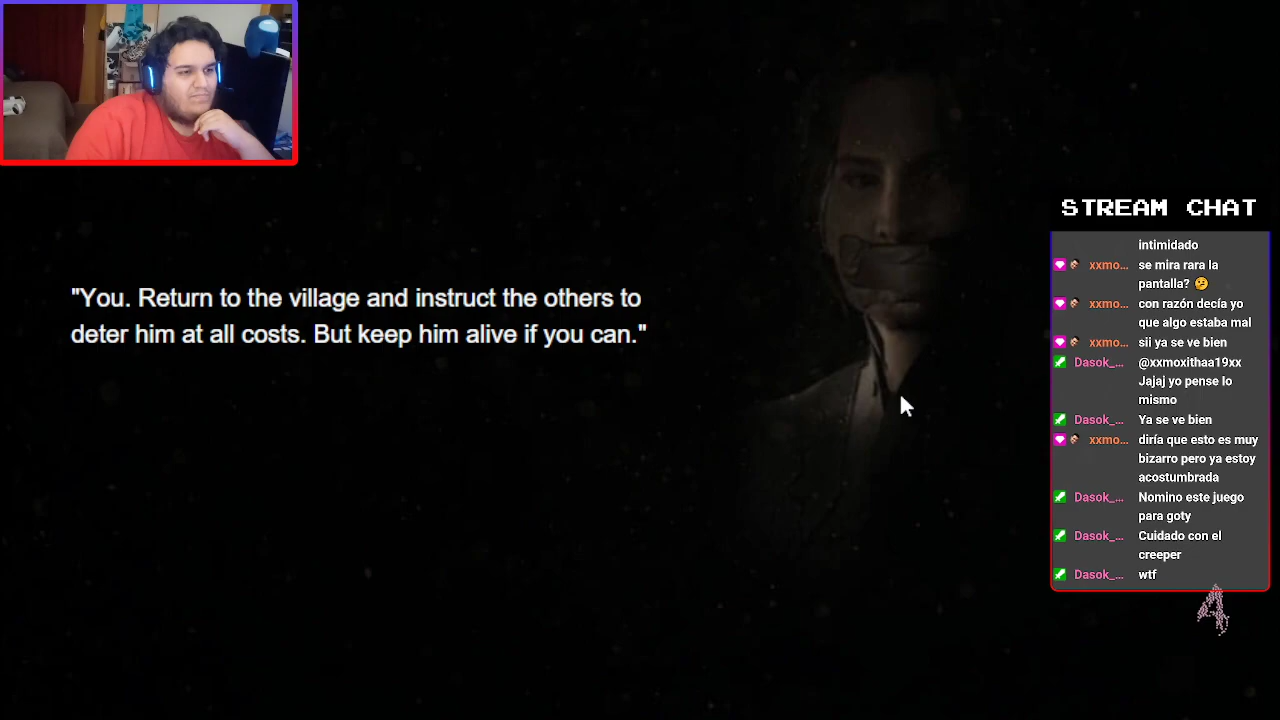 "You. Return to the village and instruct the others to
deter him at all costs. But keep him alive if you can."
STREAM CHAT
intimidado
xxmo... se mira rara la
pantalla? 🤔
xxmo... con razón decía yo
que algo estaba mal
xxmo... sii ya se ve bien
Dasok_... @xxmoxithaa19xx
Jajaj yo pense lo
mismo
Dasok_... Ya se ve bien
xxmo... diría que esto es muy
bizarro pero ya estoy
acostumbrada
Dasok_... Nomino este juego
para goty
Dasok_... Cuidado con el
creeper
Dasok_... wtf
A